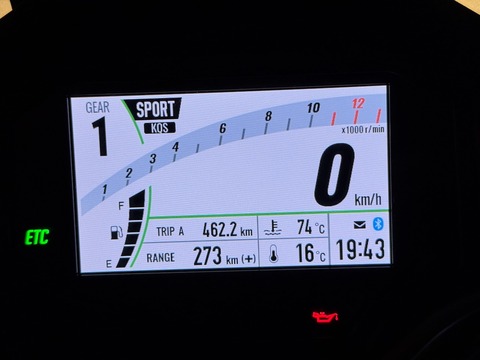 GEAR
SPORT
KQS
1
1 2 3 4 6 8 10 12
x1000 r/min
0
km/h
F
E
ETC
TRIP A 462.2 km
74 °C
RANGE 273 km (+)
16 °C
19:43